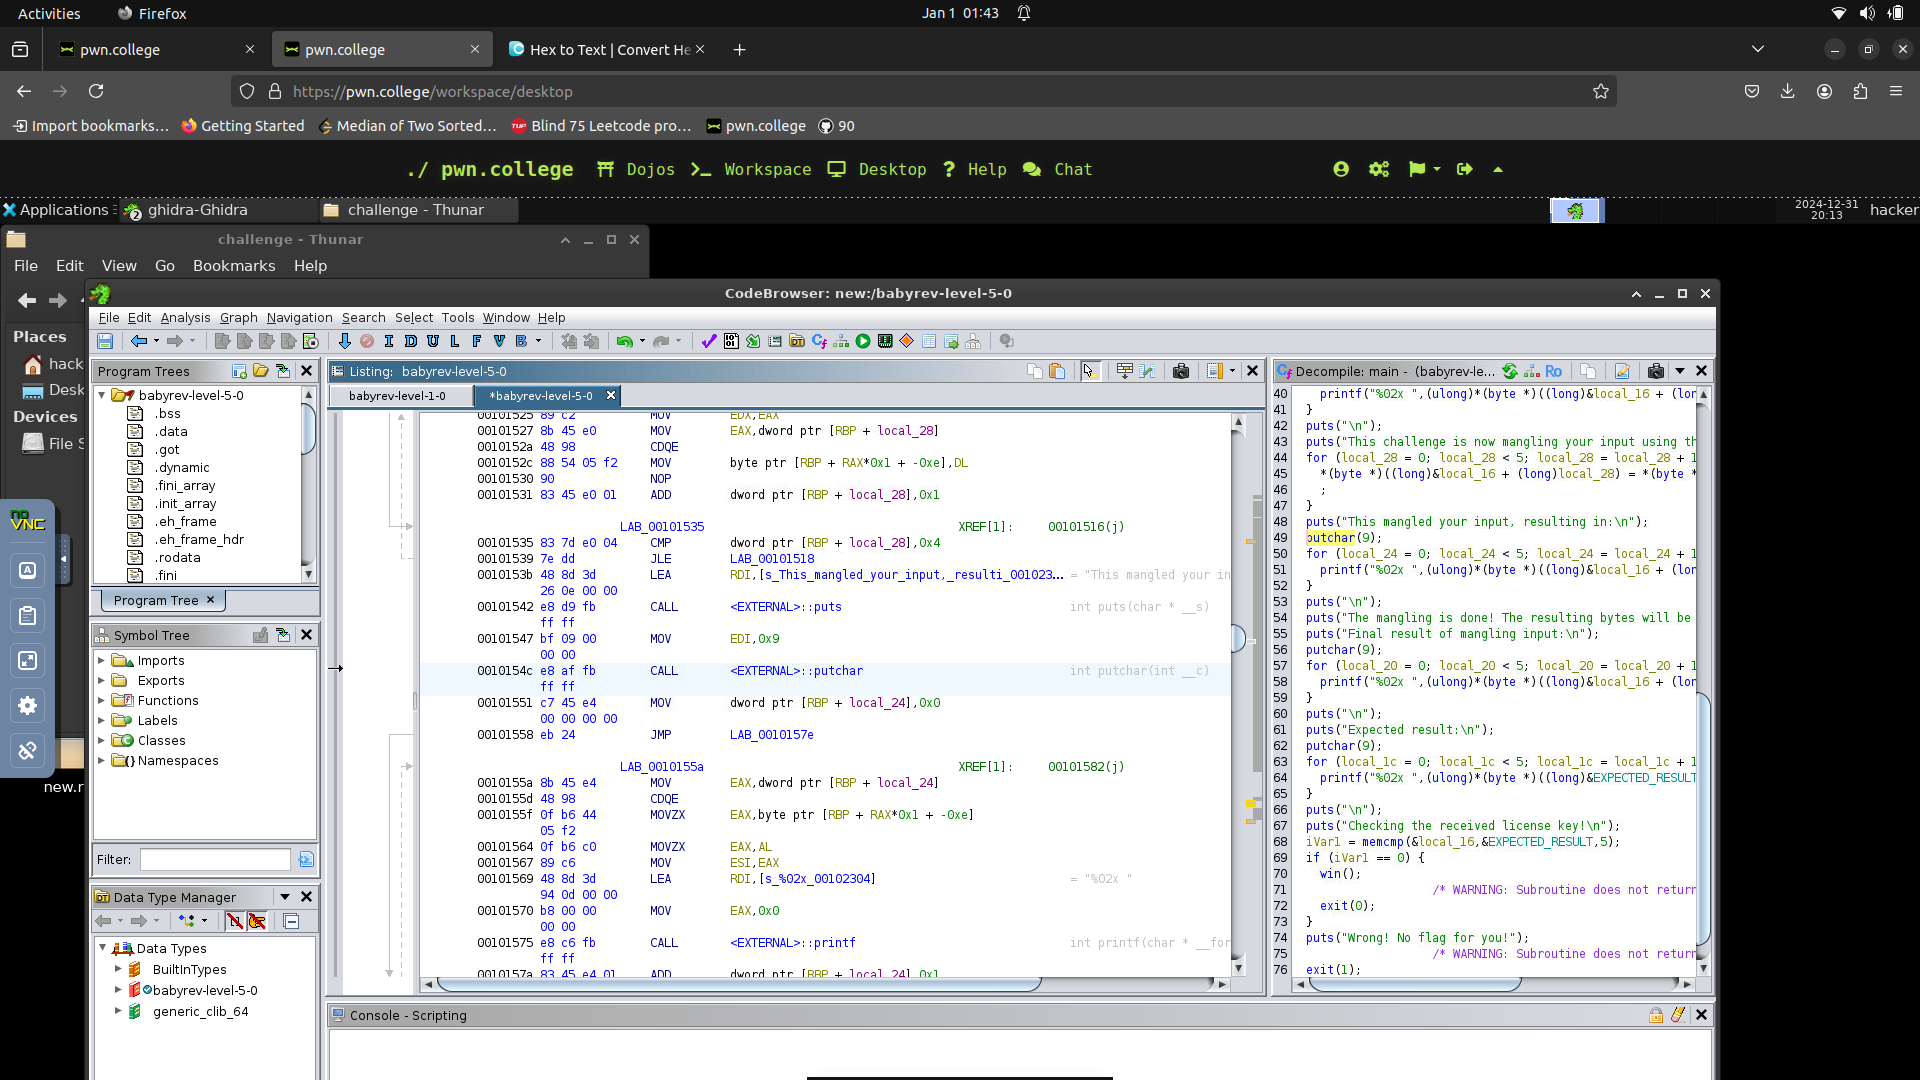 Activities
Firefox
Jan 1 01:43
pwn.college
pwn.college
Hex to Text | Convert He
https://pwn.college/workspace/desktop
Import bookmarks…
Getting Started
Median of Two Sorted…
Blind 75 Leetcode pro…
pwn.college
90
./ pwn.college
Dojos
Workspace
Desktop
Help
Chat
Applications
ghidra-Ghidra
challenge - Thunar
2024-12-31
20:13
hacker
challenge - Thunar
File Edit View Go Bookmarks Help
Places
hack
Desk
Devices
File S
new.r
CodeBrowser: new:/babyrev-level-5-0
File Edit Analysis Graph Navigation Search Select Tools Window Help
Program Trees
babyrev-level-5-0
.bss
.data
.got
.dynamic
.fini_array
.init_array
.eh_frame
.eh_frame_hdr
.rodata
.fini
Program Tree
Symbol Tree
Imports
Exports
Functions
Labels
Classes
Namespaces
Filter:
Data Type Manager
Data Types
BuiltInTypes
babyrev-level-5-0
generic_clib_64
Listing: babyrev-level-5-0
babyrev-level-1-0
*babyrev-level-5-0
00101525 89 c2 MOV EDX,EAX
00101527 8b 45 e0 MOV EAX,dword ptr [RBP + local_28]
0010152a 48 98 CDQE
0010152c 88 54 05 f2 MOV byte ptr [RBP + RAX*0x1 + -0xe],DL
00101530 90 NOP
00101531 83 45 e0 01 ADD dword ptr [RBP + local_28],0x1
LAB_00101535 XREF[1]: 00101516(j)
00101535 83 7d e0 04 CMP dword ptr [RBP + local_28],0x4
00101539 7e dd JLE LAB_00101518
0010153b 48 8d 3d LEA RDI,[s_This_mangled_your_input,_resulti_001023... = "This mangled your in
26 0e 00 00
00101542 e8 d9 fb CALL <EXTERNAL>::puts int puts(char * __s)
ff ff
00101547 bf 09 00 MOV EDI,0x9
00 00
0010154c e8 af fb CALL <EXTERNAL>::putchar int putchar(int __c)
ff ff
00101551 c7 45 e4 MOV dword ptr [RBP + local_24],0x0
00 00 00 00
00101558 eb 24 JMP LAB_0010157e
LAB_0010155a XREF[1]: 00101582(j)
0010155a 8b 45 e4 MOV EAX,dword ptr [RBP + local_24]
0010155d 48 98 CDQE
0010155f 0f b6 44 MOVZX EAX,byte ptr [RBP + RAX*0x1 + -0xe]
05 f2
00101564 0f b6 c0 MOVZX EAX,AL
00101567 89 c6 MOV ESI,EAX
00101569 48 8d 3d LEA RDI,[s_%02x_00102304] = "%02x "
94 0d 00 00
00101570 b8 00 00 MOV EAX,0x0
00 00
00101575 e8 c6 fb CALL <EXTERNAL>::printf int printf(char * __for
ff ff
0010157a 83 45 e4 01 ADD dword ptr [RBP + local_24],0x1
Decompile: main - (babyrev-le...
40 printf("%02x ",(ulong)*(byte *)((long)&local_16 + (lon
41 }
42 puts("\n");
43 puts("This challenge is now mangling your input using th
44 for (local_28 = 0; local_28 < 5; local_28 = local_28 + 1
45 *(byte *)((long)&local_16 + (long)local_28) = *(byte *
46 ;
47 }
48 puts("This mangled your input, resulting in:\n");
49 putchar(9);
50 for (local_24 = 0; local_24 < 5; local_24 = local_24 + 1
51 printf("%02x ",(ulong)*(byte *)((long)&local_16 + (lon
52 }
53 puts("\n");
54 puts("The mangling is done! The resulting bytes will be
55 puts("Final result of mangling input:\n");
56 putchar(9);
57 for (local_20 = 0; local_20 < 5; local_20 = local_20 + 1
58 printf("%02x ",(ulong)*(byte *)((long)&local_16 + (lon
59 }
60 puts("\n");
61 puts("Expected result:\n");
62 putchar(9);
63 for (local_1c = 0; local_1c < 5; local_1c = local_1c + 1
64 printf("%02x ",(ulong)*(byte *)((long)&EXPECTED_RESULT
65 }
66 puts("\n");
67 puts("Checking the received license key!\n");
68 iVar1 = memcmp(&local_16,&EXPECTED_RESULT,5);
69 if (iVar1 == 0) {
70 win();
71 /* WARNING: Subroutine does not return
72 exit(0);
73 }
74 puts("Wrong! No flag for you!");
75 /* WARNING: Subroutine does not return
76 exit(1);
Console - Scripting
no
VNC